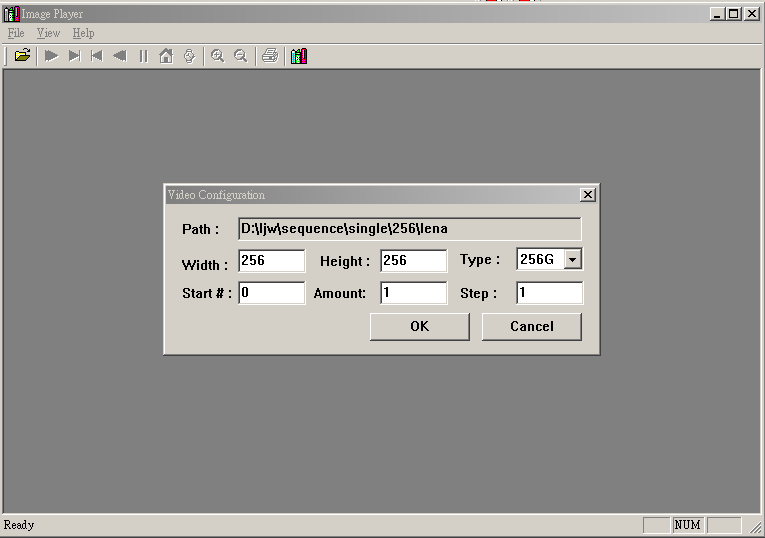 Image Player
File View Help
Video Configuration
Path : D:\ljw\sequence\single\256\lena
Width : 256 Height : 256 Type : 256G
Start # : 0 Amount: 1 Step : 1
OK Cancel
Ready NUM